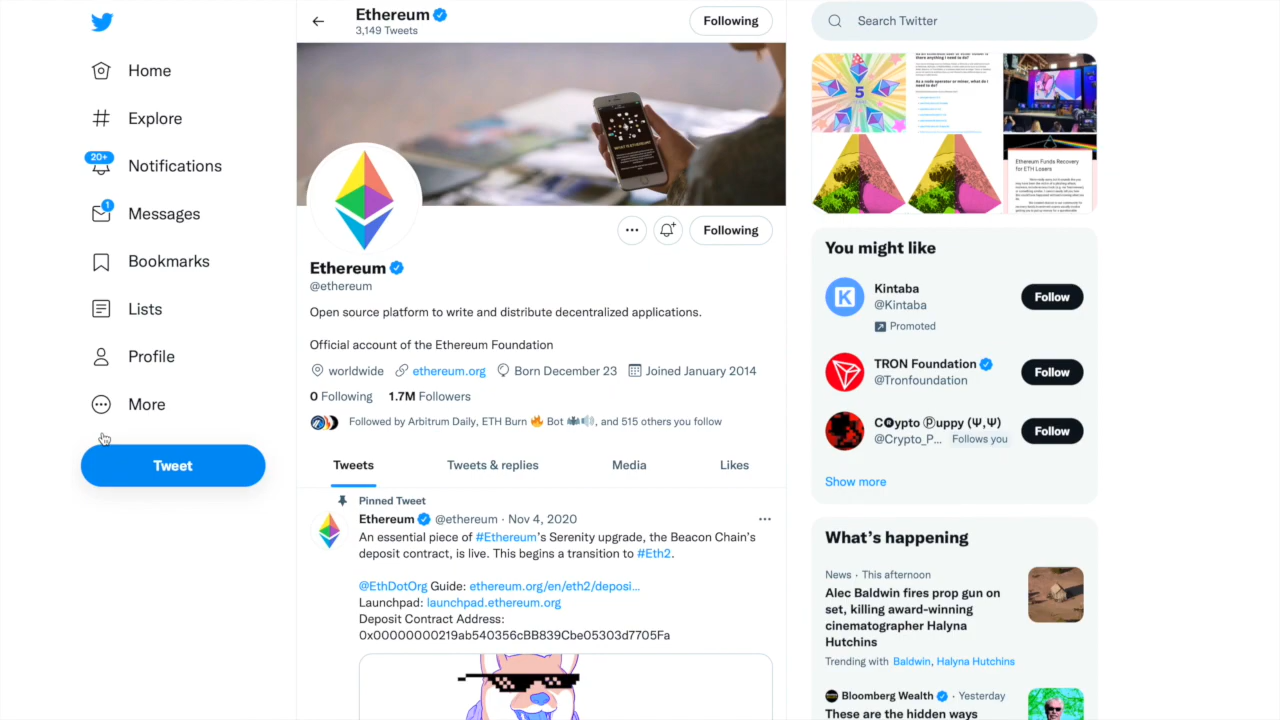 Home
Explore
20+
Notifications
1
Messages
Bookmarks
Lists
Profile
More
Tweet
Ethereum
3,149 Tweets
Following
Following
Ethereum
@ethereum
Open source platform to write and distribute decentralized applications.
Official account of the Ethereum Foundation
worldwide ethereum.org Born December 23 Joined January 2014
0 Following 1.7M Followers
Followed by Arbitrum Daily, ETH Burn 🔥 Bot 🦇🔊, and 515 others you follow
Tweets Tweets & replies Media Likes
Pinned Tweet
Ethereum @ethereum · Nov 4, 2020
An essential piece of #Ethereum's Serenity upgrade, the Beacon Chain's
deposit contract, is live. This begins a transition to #Eth2.
@EthDotOrg Guide: ethereum.org/en/eth2/deposi...
Launchpad: launchpad.ethereum.org
Deposit Contract Address:
0x00000000219ab540356cBB839Cbe05303d7705Fa
Search Twitter
5
Ethereum Funds Recovery
for ETH Losers
You might like
Kintaba
@Kintaba
Promoted
Follow
TRON Foundation
@Tronfoundation
Follow
C🅞ypto ⓟuppy (Ψ,Ψ)
@Crypto_P... Follows you
Follow
Show more
What's happening
News · This afternoon
Alec Baldwin fires prop gun on
set, killing award-winning
cinematographer Halyna
Hutchins
Trending with Baldwin, Halyna Hutchins
Bloomberg Wealth · Yesterday
These are the hidden ways